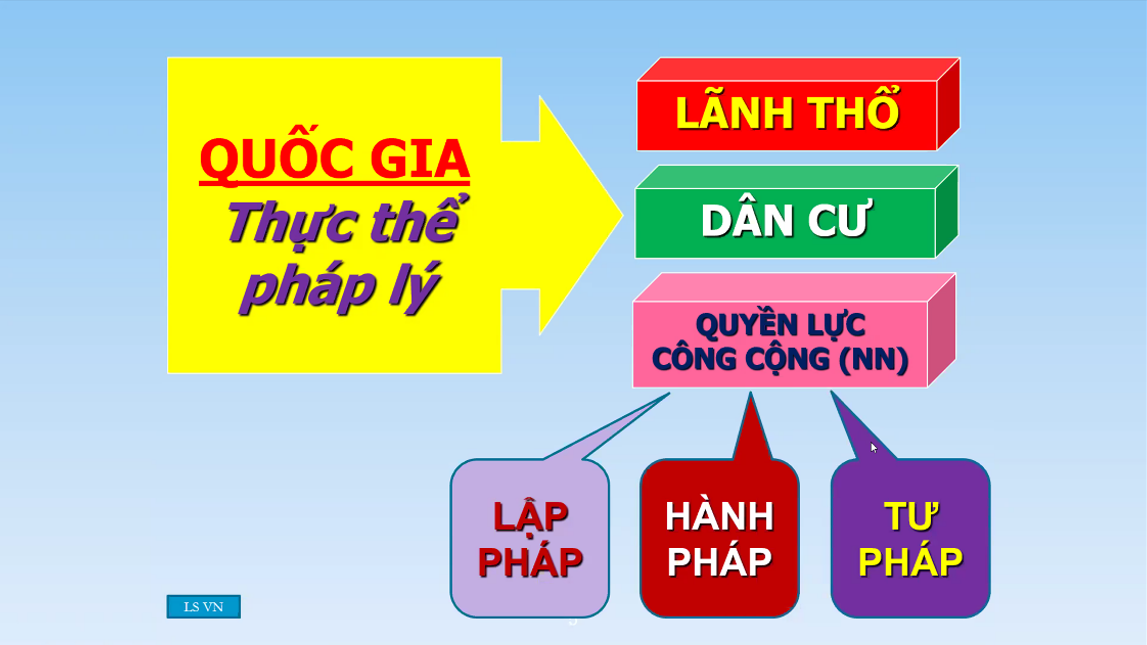 QUỐC GIA
Thực thể
pháp lý
LÃNH THỔ
DÂN CƯ
QUYỀN LỰC
CÔNG CỘNG (NN)
LẬP
PHÁP
HÀNH
PHÁP
TƯ
PHÁP
LS VN